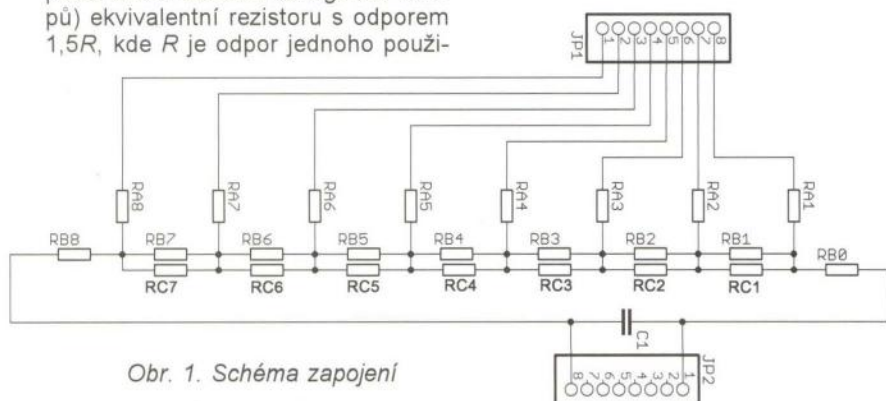 pů) ekvivalentní rezistoru s odporem
1,5R, kde R je odpor jednoho použi-
JP1
1 2 3 4 5 6 7 8
RA8 RA7 RA6 RA5 RA4 RA3 RA2 RA1
RB8 RB7 RB6 RB5 RB4 RB3 RB2 RB1 RB0
RC7 RC6 RC5 RC4 RC3 RC2 RC1
C1
JP2
8 7 6 5 4 3 2 1
Obr. 1. Schéma zapojení